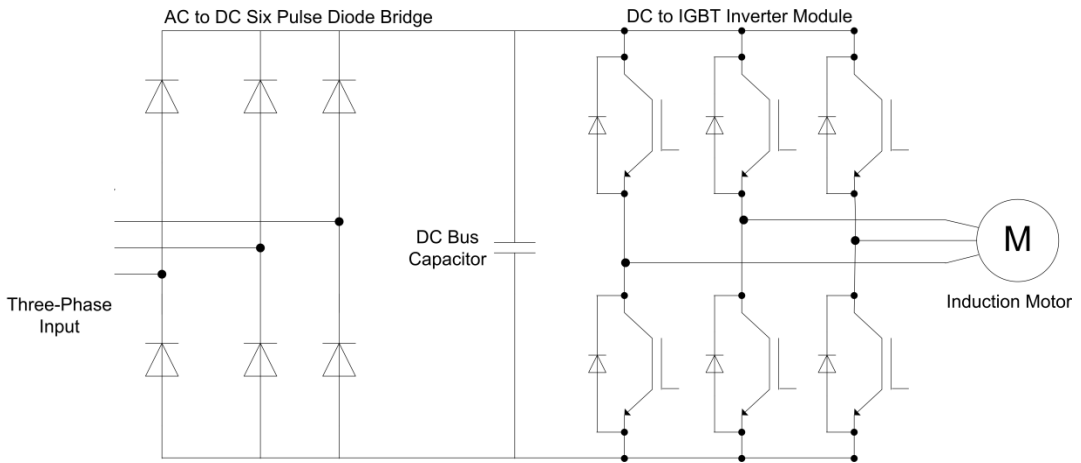 AC to DC Six Pulse Diode Bridge
DC to IGBT Inverter Module
DC Bus
Capacitor
M
Three-Phase
Input
Induction Motor